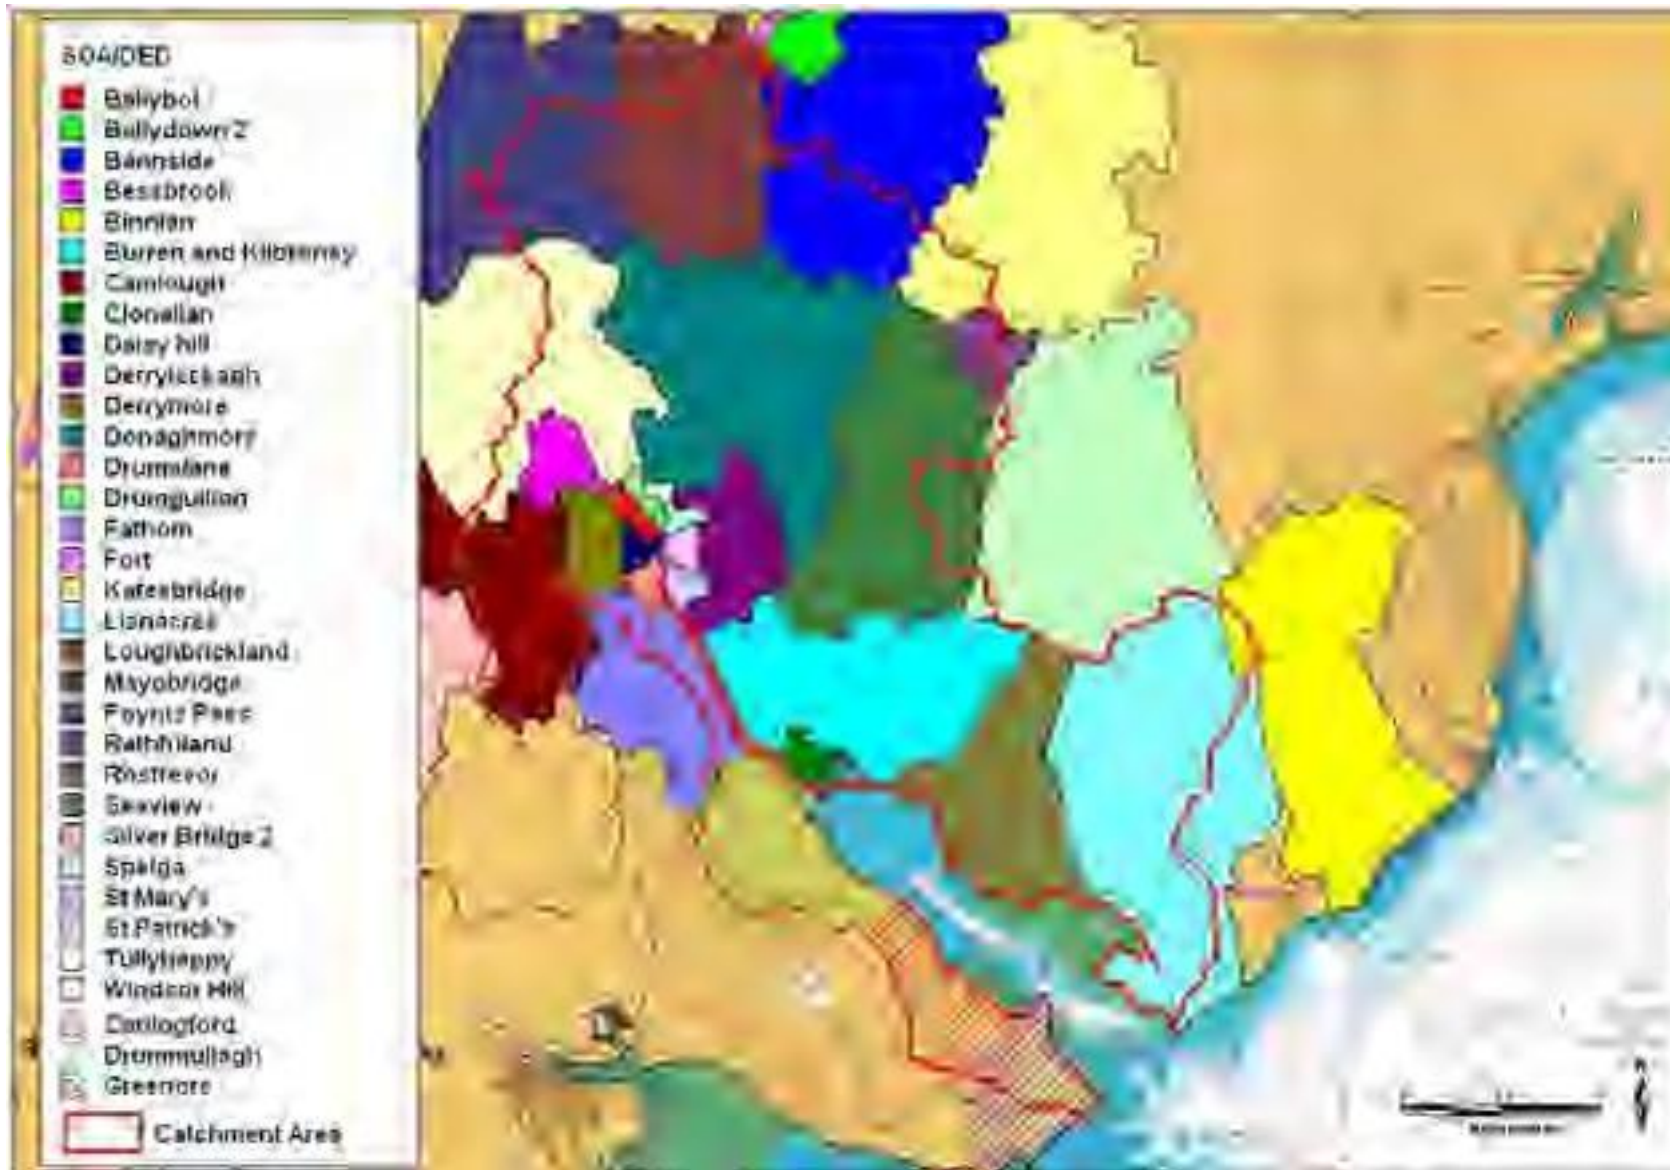 SOA/DED
Ballybot
Ballydown 2
Bannside
Bessbrook
Binnian
Burren and Kilbroney
Camlough
Clonallan
Daisy hill
Derryleckagh
Derrymore
Donaghmore
Drumalane
Drumgullion
Fathom
Fort
Katesbridge
Lisnacree
Loughbrickland
Mayobridge
Poyntz Pass
Rathfriland
Rostrevor
Seaview
Silver Bridge 2
Spelga
St Mary's
St Patrick's
Tullyhappy
Windsor Hill
Carlingford
Drummullagh
Greenore
Catchment Area